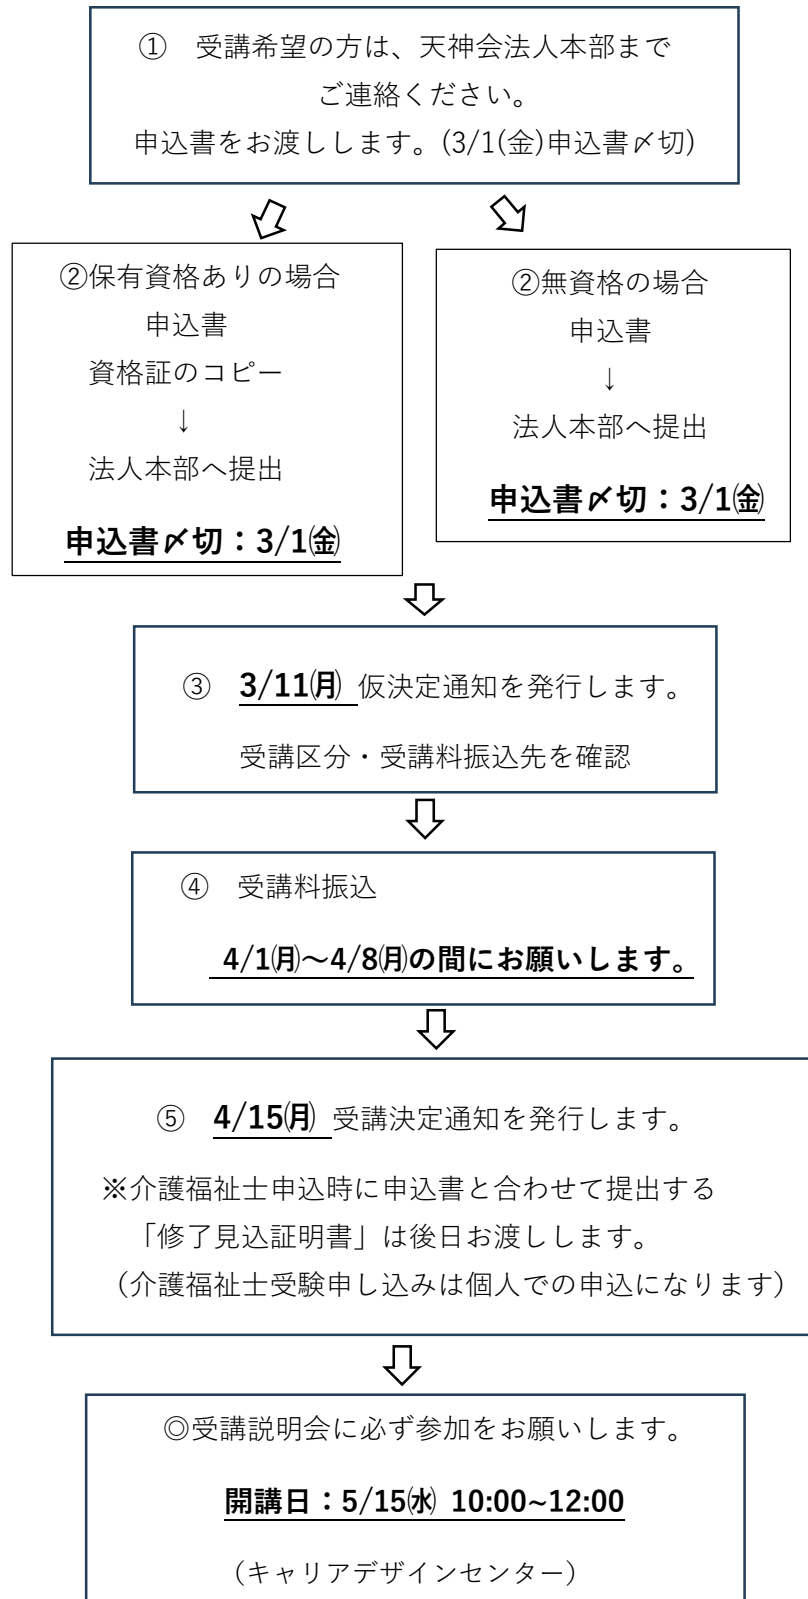 ① 受講希望の方は、天神会法人本部まで
ご連絡ください。
申込書をお渡しします。(3/1(金)申込書〆切)
②保有資格ありの場合
申込書
資格証のコピー
↓
法人本部へ提出
申込書〆切：3/1㈮
②無資格の場合
申込書
↓
法人本部へ提出
申込書〆切：3/1㈮
③ 3/11㈪ 仮決定通知を発行します。
受講区分・受講料振込先を確認
④ 受講料振込
4/1㈪～4/8㈪の間にお願いします。
⑤ 4/15㈪ 受講決定通知を発行します。
※介護福祉士申込時に申込書と合わせて提出する
「修了見込証明書」は後日お渡しします。
（介護福祉士受験申し込みは個人での申込になります）
◎受講説明会に必ず参加をお願いします。
開講日：5/15㈬ 10:00~12:00
（キャリアデザインセンター）